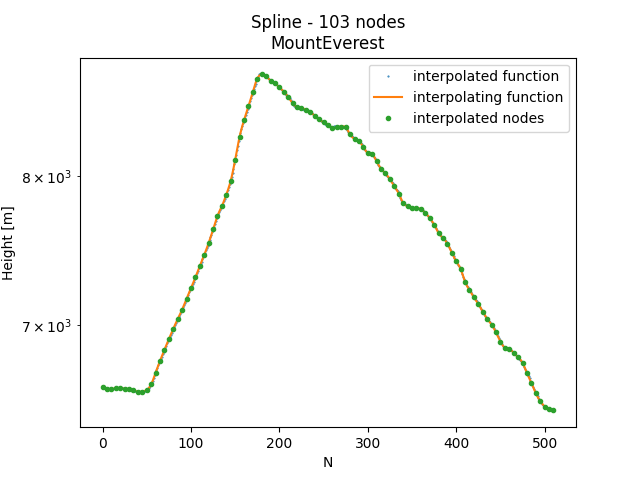 Spline - 103 nodes
MountEverest
interpolated function
interpolating function
interpolated nodes
8 × 10³
7 × 10³
Height [m]
0 100 200 300 400 500
N